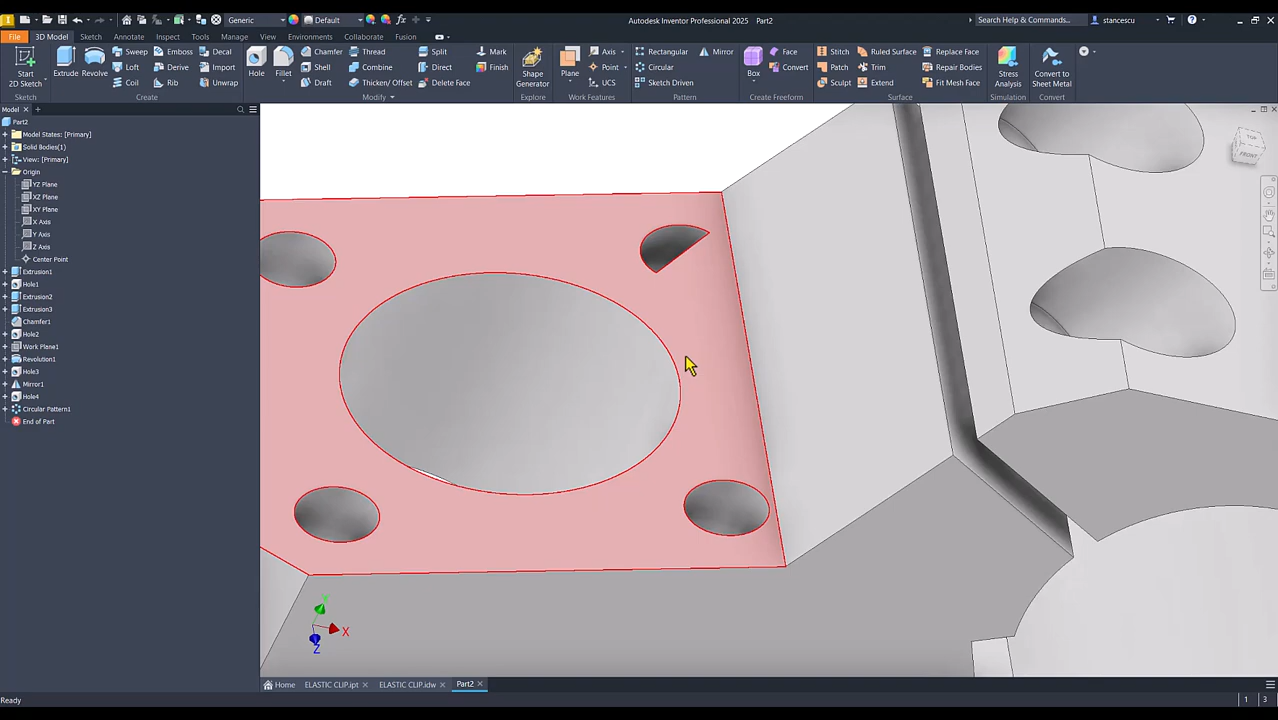 Generic
Default
fx
Autodesk Inventor Professional 2025 Part2
Search Help & Commands...
stancescu
File 3D Model Sketch Annotate Inspect Tools Manage View Environments Collaborate Fusion
Start
2D Sketch
Sketch
Extrude
Revolve
Sweep
Loft
Coil
Emboss
Derive
Rib
Decal
Import
Unwrap
Create
Hole
Fillet
Chamfer
Shell
Draft
Thread
Combine
Thicken/ Offset
Split
Direct
Delete Face
Modify
Mark
Finish
Shape
Generator
Explore
Plane
Axis
Point
UCS
Work Features
Rectangular
Circular
Sketch Driven
Mirror
Pattern
Box
Face
Convert
Create Freeform
Stitch
Patch
Sculpt
Ruled Surface
Trim
Extend
Replace Face
Repair Bodies
Fit Mesh Face
Surface
Stress
Analysis
Simulation
Convert to
Sheet Metal
Convert
Model
Part2
Model States: [Primary]
Solid Bodies(1)
View: [Primary]
Origin
YZ Plane
XZ Plane
XY Plane
X Axis
Y Axis
Z Axis
Center Point
Extrusion1
Hole1
Extrusion2
Extrusion3
Chamfer1
Hole2
Work Plane1
Revolution1
Hole3
Mirror1
Hole4
Circular Pattern1
End of Part
TOP
FRONT
Y
X
Z
Home ELASTIC CLIP.ipt ELASTIC CLIP.idw Part2
Ready
1 3